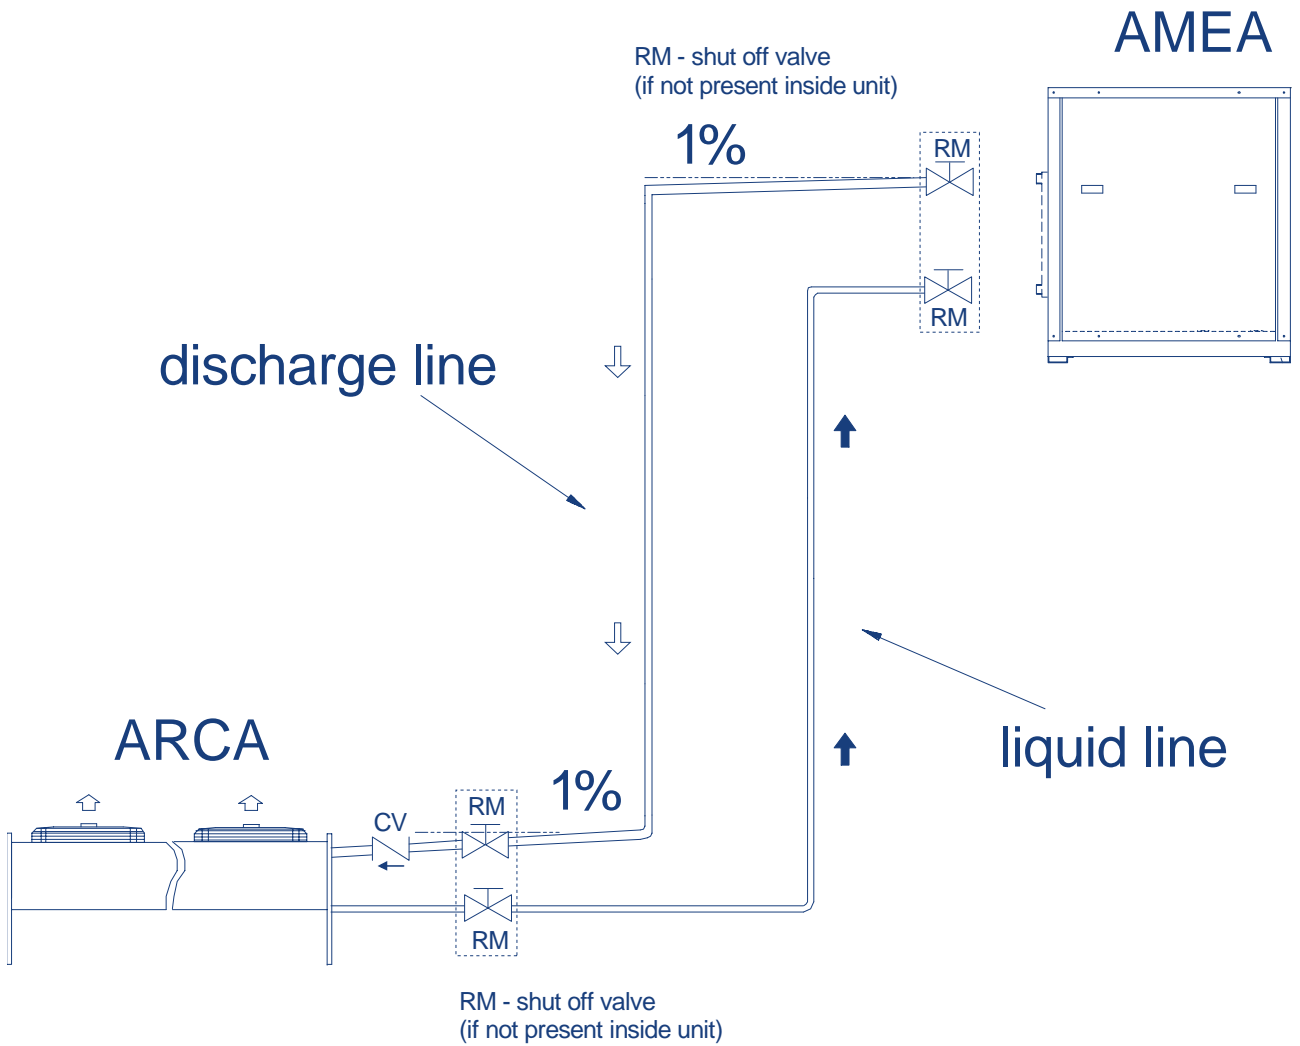 AMEA
RM - shut off valve
(if not present inside unit)
1%
RM
RM
discharge line
ARCA
liquid line
1%
RM
CV
RM
RM - shut off valve
(if not present inside unit)